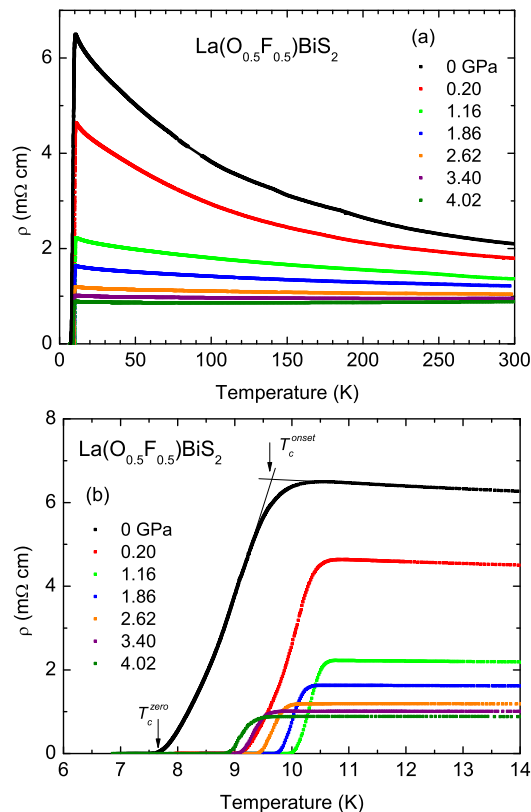 La(O0.5F0.5)BiS2
(a)
0 GPa
0.20
1.16
1.86
2.62
3.40
4.02
ρ (mΩ cm)
6
4
2
0
0 50 100 150 200 250 300
Temperature (K)
La(O0.5F0.5)BiS2
(b)
0 GPa
0.20
1.16
1.86
2.62
3.40
4.02
Tc onset
Tc zero
ρ (mΩ cm)
8
6
4
2
0
6 7 8 9 10 11 12 13 14
Temperature (K)